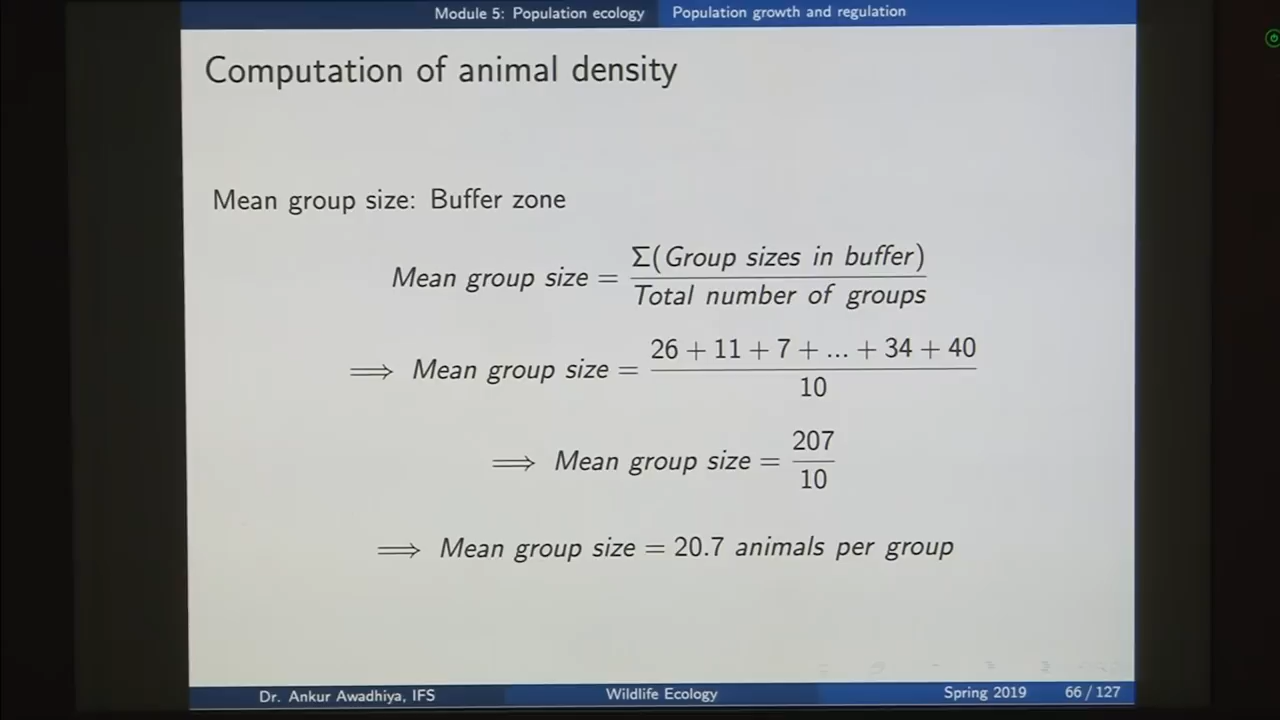 Module 5: Population ecology Population growth and regulation
Computation of animal density
Mean group size: Buffer zone
Mean group size = Σ(Group sizes in buffer) / Total number of groups
⟹ Mean group size = 26 + 11 + 7 + ... + 34 + 40 / 10
⟹ Mean group size = 207 / 10
⟹ Mean group size = 20.7 animals per group
Dr. Ankur Awadhiya, IFS Wildlife Ecology Spring 2019 66 / 127